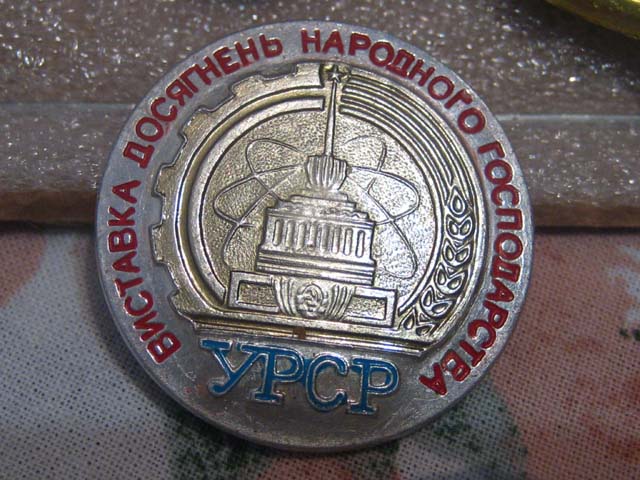 ВИСТАВКА ДОСЯГНЕНЬ НАРОДНОГО ГОСПОДАРСТВА
УРСР